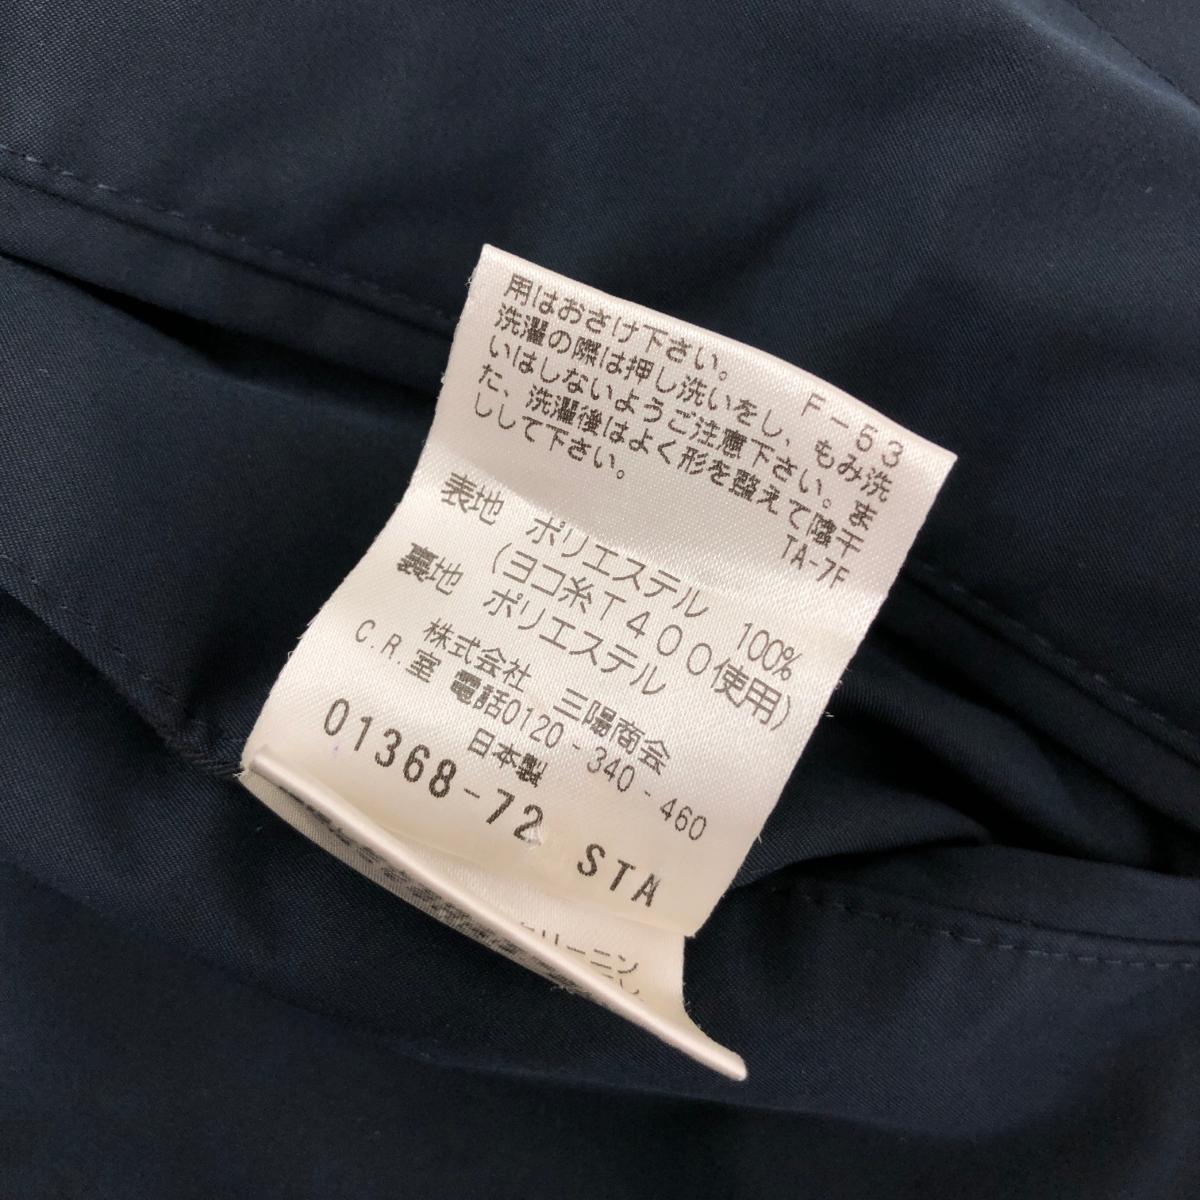 用はおさけ下さい。 F-53
洗濯の際は押し洗いをし、もみ洗
いはしないようご注意下さい。ま
た、洗濯後はよく形を整えて陰干
しして下さい。 TA-7F
表地 ポリエステル 100%
(ヨコ糸T400使用)
裏地 ポリエステル
株式会社 三陽商会
C.R.室 電話0120-340-460
日本製
01368-72 STA
リーニン